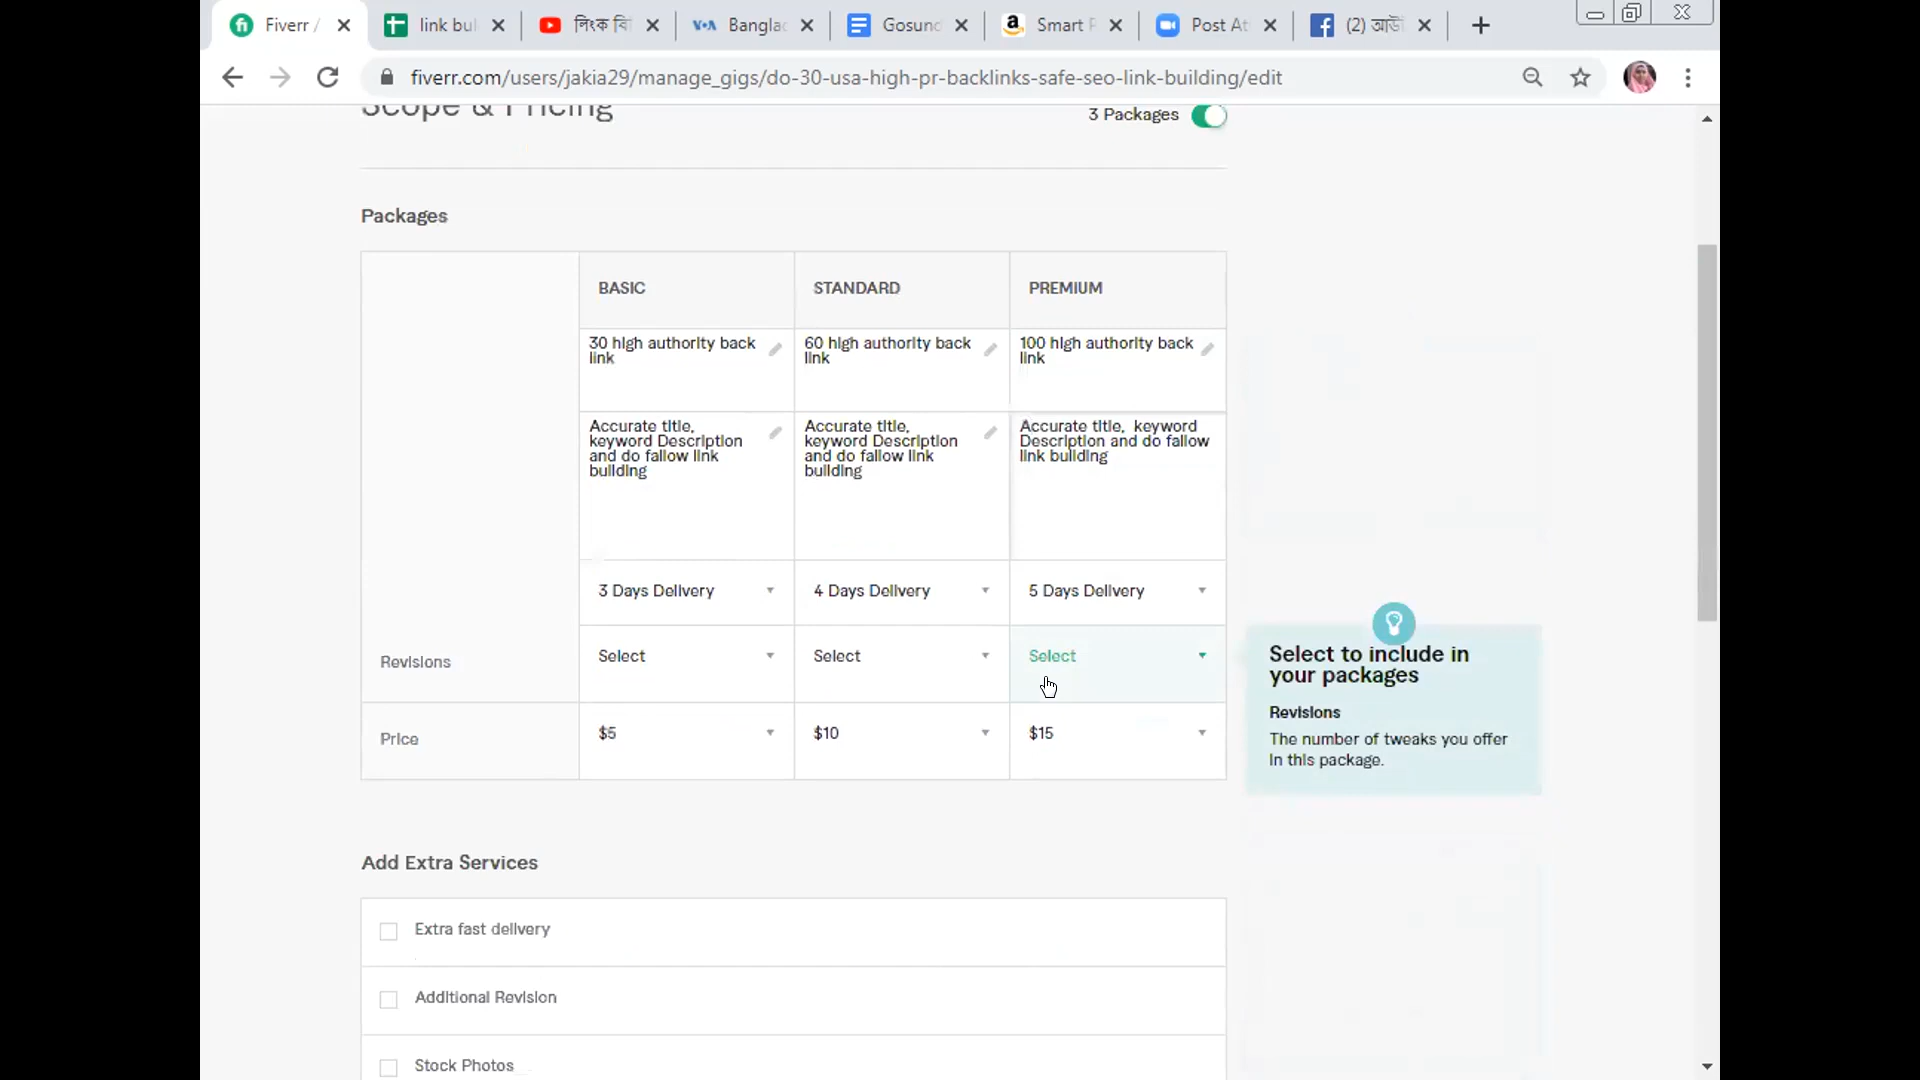 Fiverr /
link bul
লিংক বি
VOA Banglac
Gosund
Smart P
Post At
(2) আউ
fiverr.com/users/jakia29/manage_gigs/do-30-usa-high-pr-backlinks-safe-seo-link-building/edit
Scope & Pricing
3 Packages
Packages
BASIC
STANDARD
PREMIUM
30 high authority back
link
60 high authority back
link
100 high authority back
link
Accurate title,
keyword Description
and do fallow link
building
Accurate title,
keyword Description
and do fallow link
building
Accurate title, keyword
Description and do fallow
link building
3 Days Delivery
4 Days Delivery
5 Days Delivery
Revisions
Select
Select
Select
Price
$5
$10
$15
Select to include in
your packages
Revisions
The number of tweaks you offer
in this package.
Add Extra Services
Extra fast delivery
Additional Revision
Stock Photos